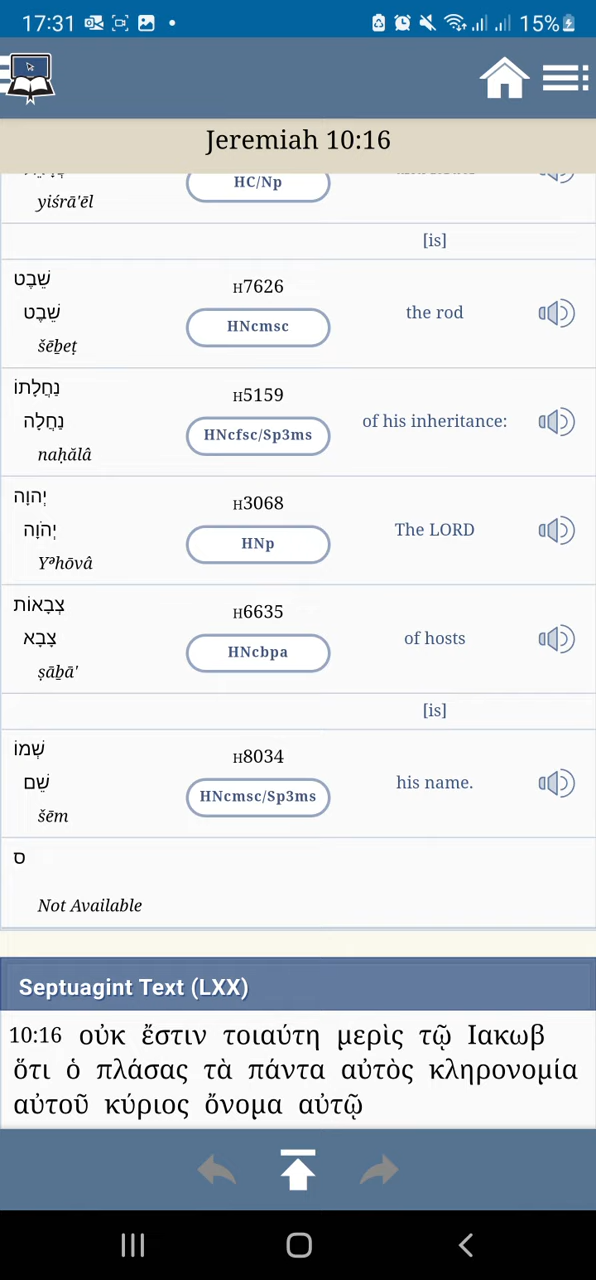 17:31 15%
Jeremiah 10:16
HC/Np
yiśrā'ēl
[is]
שֵׁבֶט
H7626
שֵׁבֶט
HNcmsc
the rod
šēḇeṭ
נַחֲלָתוֹ
H5159
נַחֲלָה
HNcfsc/Sp3ms
of his inheritance:
naḥălâ
יְהוָה
H3068
יְהֹוָה
HNp
The LORD
Yᵊhōvâ
צְבָאוֹת
H6635
צָבָא
HNcbpa
of hosts
ṣāḇā'
[is]
שְׁמוֹ
H8034
שֵׁם
HNcmsc/Sp3ms
his name.
šēm
ס
Not Available
Septuagint Text (LXX)
10:16 οὐκ ἔστιν τοιαύτη μερὶς τῷ Ιακωβ
ὅτι ὁ πλάσας τὰ πάντα αὐτὸς κληρονομία
αὐτοῦ κύριος ὄνομα αὐτῷ